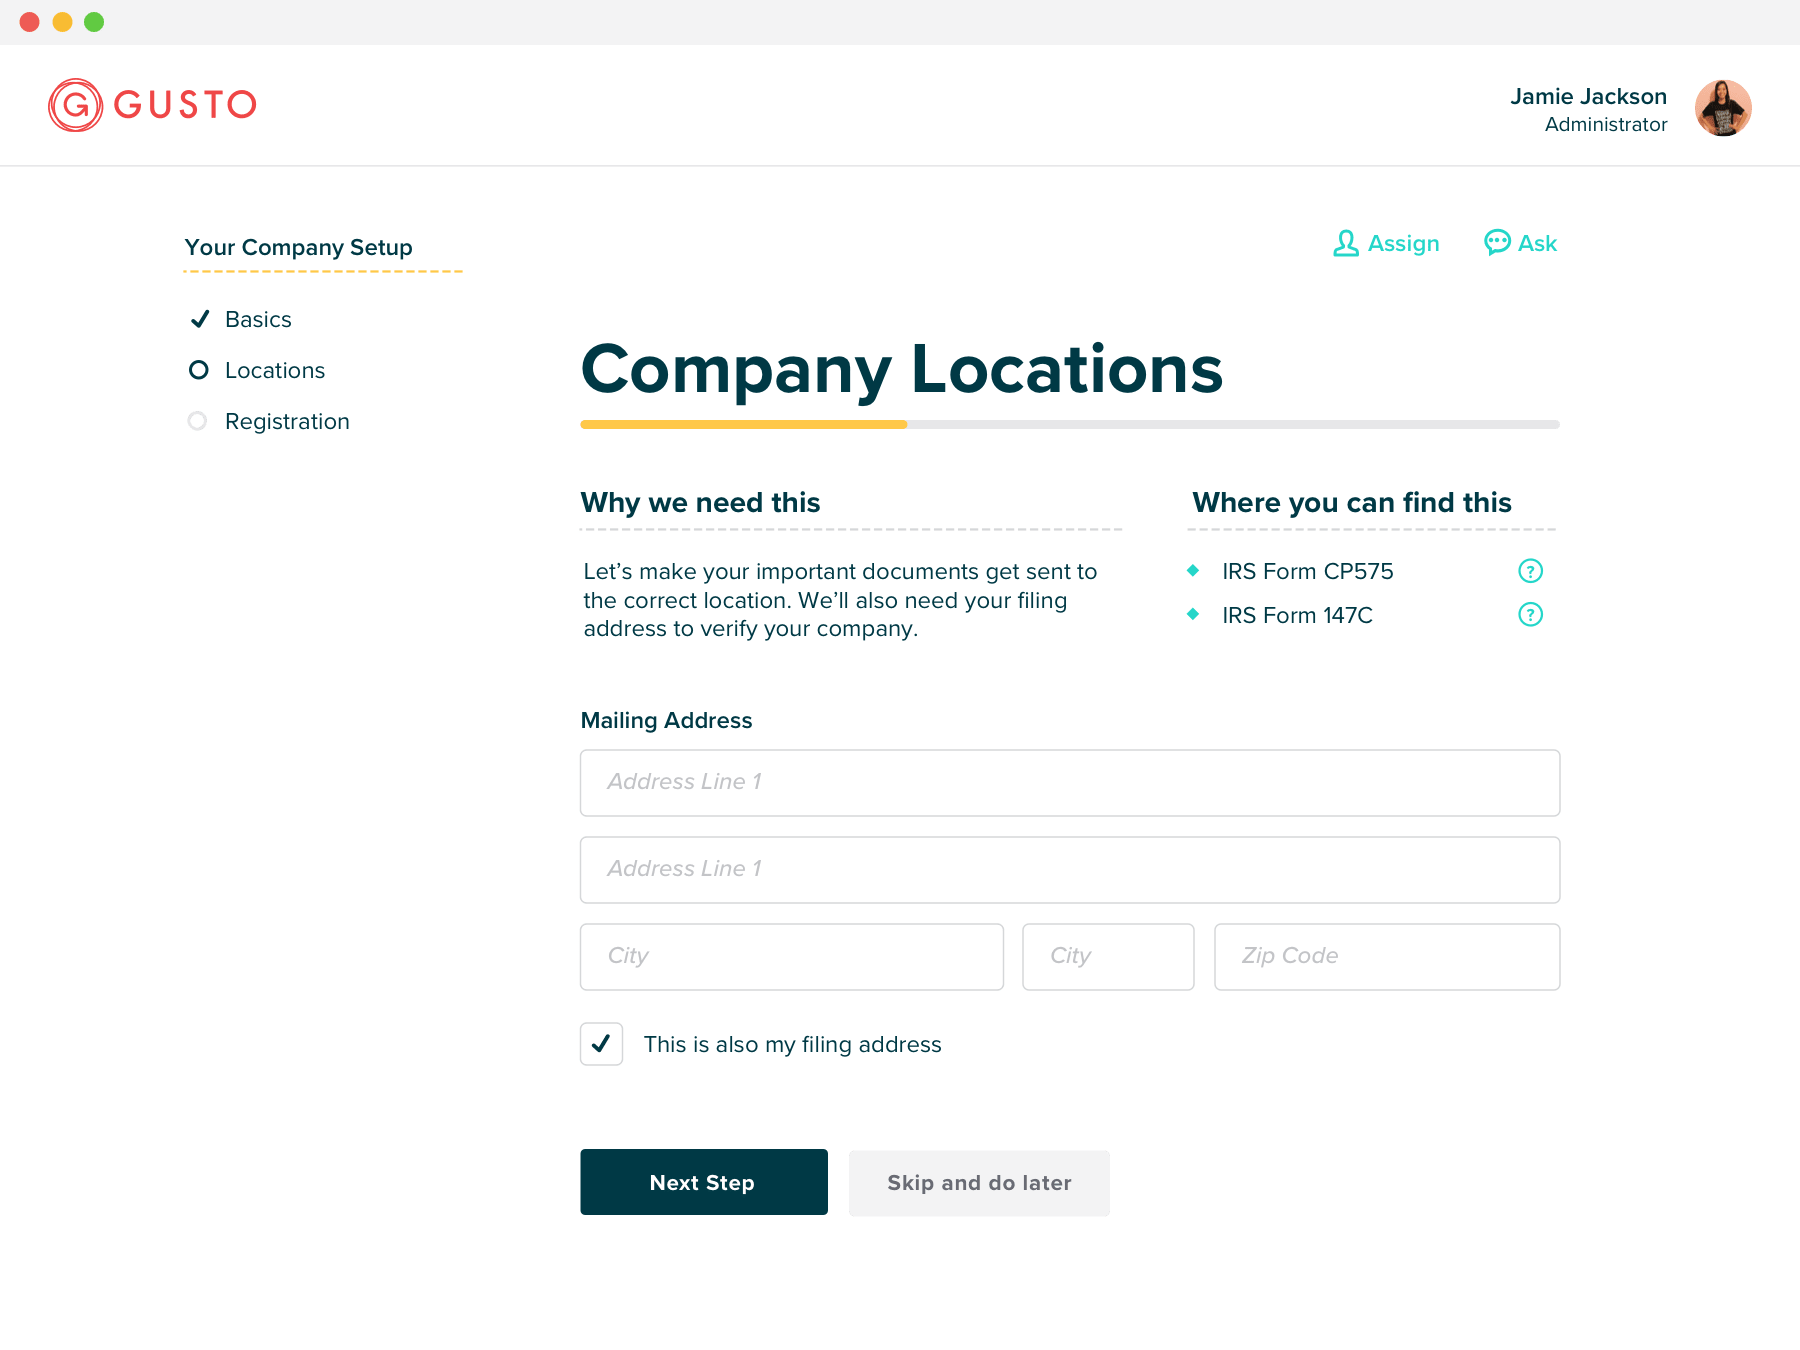 GUSTO
Jamie Jackson
Administrator
Your Company Setup
Basics
Locations
Registration
Assign
Ask
Company Locations
Why we need this
Let’s make your important documents get sent to
the correct location. We’ll also need your filing
address to verify your company.
Where you can find this
IRS Form CP575
?
IRS Form 147C
?
Mailing Address
Address Line 1
Address Line 1
City
City
Zip Code
This is also my filing address
Next Step
Skip and do later